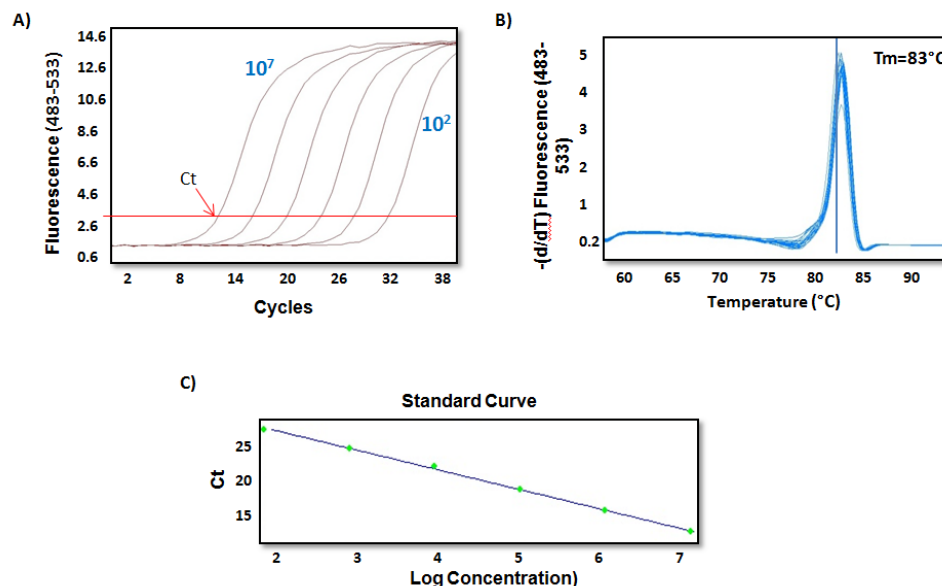 A)
14.6
12.6
10.6
8.6
6.6
4.6
2.6
0.6
Fluorescence (483-533)
10⁷
10²
Ct
2 8 14 20 26 32 38
Cycles
B)
5
4
3
2
1
0.2
-(d/dT) Fluorescence (483-
533)
Tm=83°C
60 65 70 75 80 82 90
Temperature (°C)
C)
Standard Curve
25
20
15
Ct
2 3 4 5 6 7
Log Concentration)